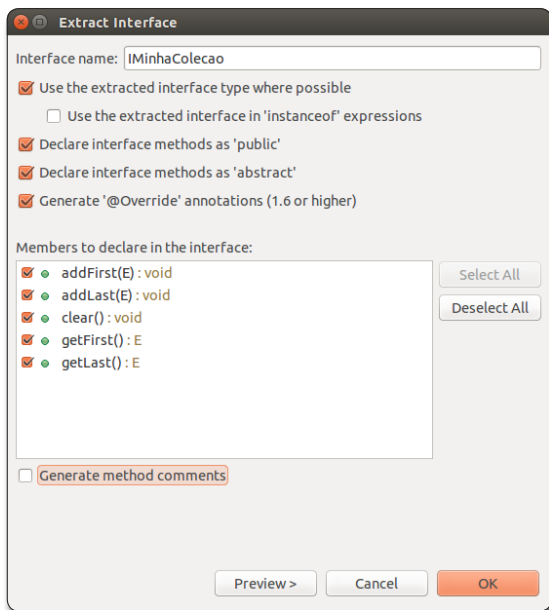 Extract Interface
Interface name: IMinhaColecao
Use the extracted interface type where possible
Use the extracted interface in 'instanceof' expressions
Declare interface methods as 'public'
Declare interface methods as 'abstract'
Generate '@Override' annotations (1.6 or higher)
Members to declare in the interface:
addFirst(E) : void
addLast(E) : void
clear() : void
getFirst() : E
getLast() : E
Select All
Deselect All
Generate method comments
Preview >
Cancel
OK